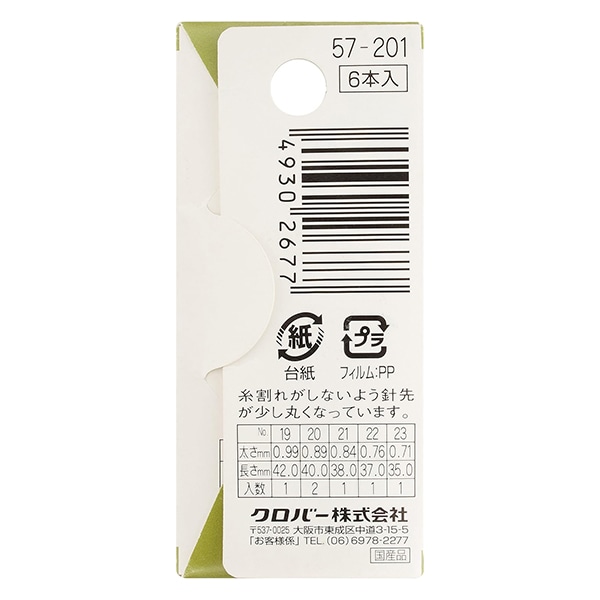 57-201
6本入
4930 2677
紙
プラ
台紙
フィルム:PP
糸割れがしないよう針先
が少し丸くなっています。
No. 19 20 21 22 23
太さmm 0.99 0.89 0.84 0.76 0.71
長さmm 42.0 40.0 38.0 37.0 35.0
入数 1 2 1 1 1
クロバー株式会社
〒537-0025 大阪市東成区中道3-15-5
「お客様係」TEL.(06)6978-2277
国産品